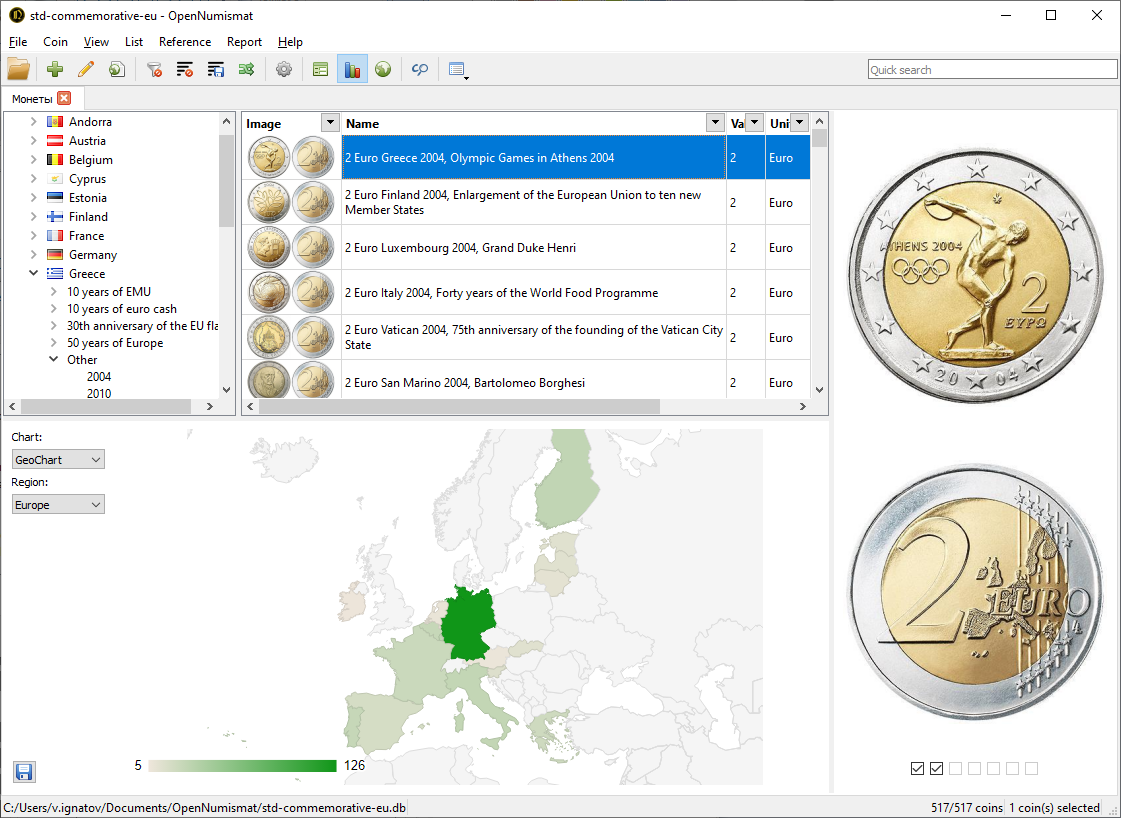 std-commemorative-eu - OpenNumismat
File Coin View List Reference Report Help
Quick search
Монеты
Andorra
Austria
Belgium
Cyprus
Estonia
Finland
France
Germany
Greece
10 years of EMU
10 years of euro cash
30th anniversary of the EU fla
50 years of Europe
Other
2004
2010
Image Name Val Uni
2 Euro Greece 2004, Olympic Games in Athens 2004 2 Euro
2 Euro Finland 2004, Enlargement of the European Union to ten new
Member States 2 Euro
2 Euro Luxembourg 2004, Grand Duke Henri 2 Euro
2 Euro Italy 2004, Forty years of the World Food Programme 2 Euro
2 Euro Vatican 2004, 75th anniversary of the founding of the Vatican City
State 2 Euro
2 Euro San Marino 2004, Bartolomeo Borghesi 2 Euro
ATHENS 2004
2
ΕΥΡΩ
20 04
2 EURO
Chart:
GeoChart
Region:
Europe
5 126
C:/Users/v.ignatov/Documents/OpenNumismat/std-commemorative-eu.db
517/517 coins 1 coin(s) selected